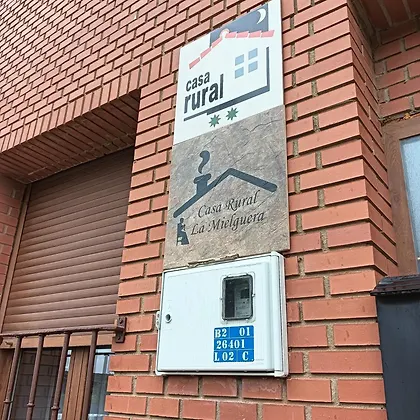 casa
rural
Casa Rural
La Mielguera
B2 01
26401
L02 C